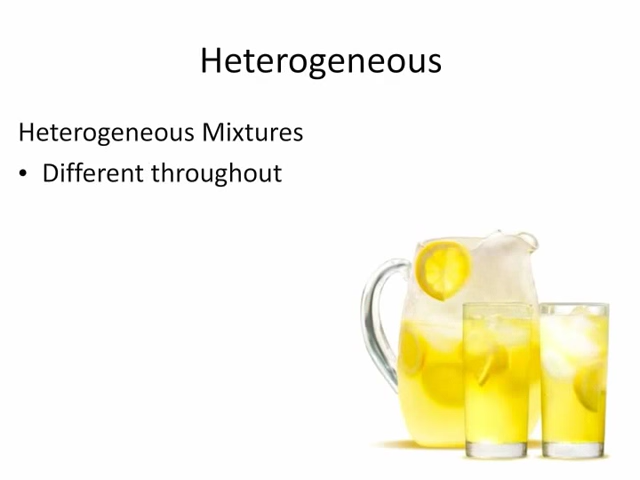 Heterogeneous
Heterogeneous Mixtures
• Different throughout